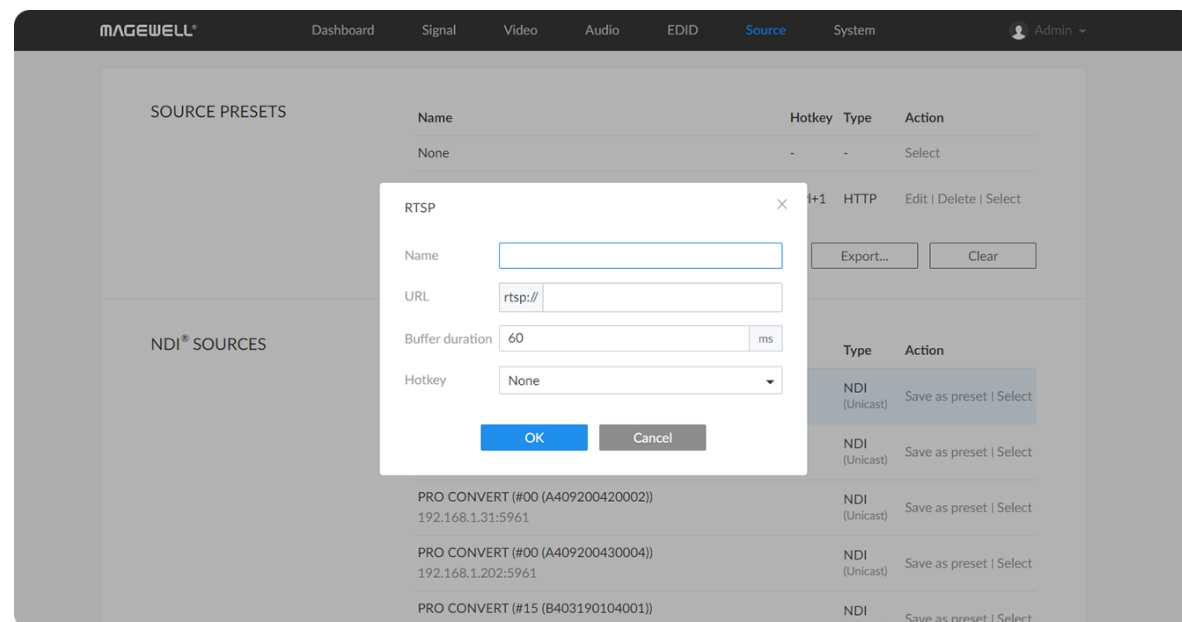 MAGEWELL®
Dashboard Signal Video Audio EDID Source System Admin
SOURCE PRESETS
Name Hotkey Type Action
None - - Select
HTTP Edit | Delete | Select
Export... Clear
RTSP
Name
URL rtsp://
Buffer duration 60 ms
Hotkey None
OK Cancel
NDI® SOURCES
Type Action
NDI Save as preset | Select
(Unicast)
NDI Save as preset | Select
(Unicast)
PRO CONVERT (#00 (A409200420002)) NDI Save as preset | Select
192.168.1.31:5961 (Unicast)
PRO CONVERT (#00 (A409200430004)) NDI Save as preset | Select
192.168.1.202:5961 (Unicast)
PRO CONVERT (#15 (B403190104001)) NDI Save as preset | Select